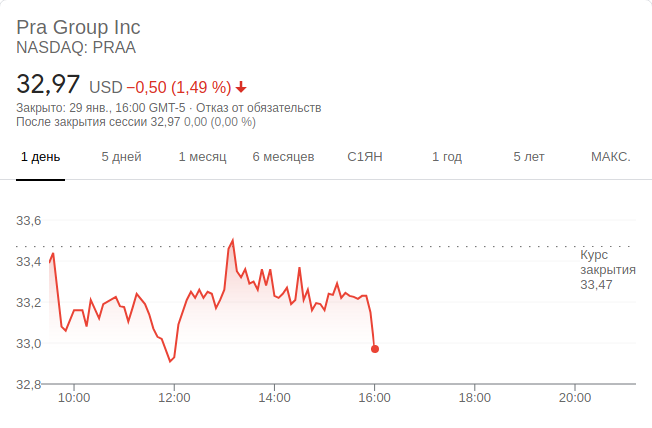 Pra Group Inc
NASDAQ: PRAA
32,97 USD −0,50 (1,49 %)
Закрыто: 29 янв., 16:00 GMT-5 · Отказ от обязательств
После закрытия сессии 32,97 0,00 (0,00 %)
1 день 5 дней 1 месяц 6 месяцев С1ЯН 1 год 5 лет МАКС.
33,6
33,4
33,2
33,0
32,8
Курс
закрытия
33,47
10:00 12:00 14:00 16:00 18:00 20:00